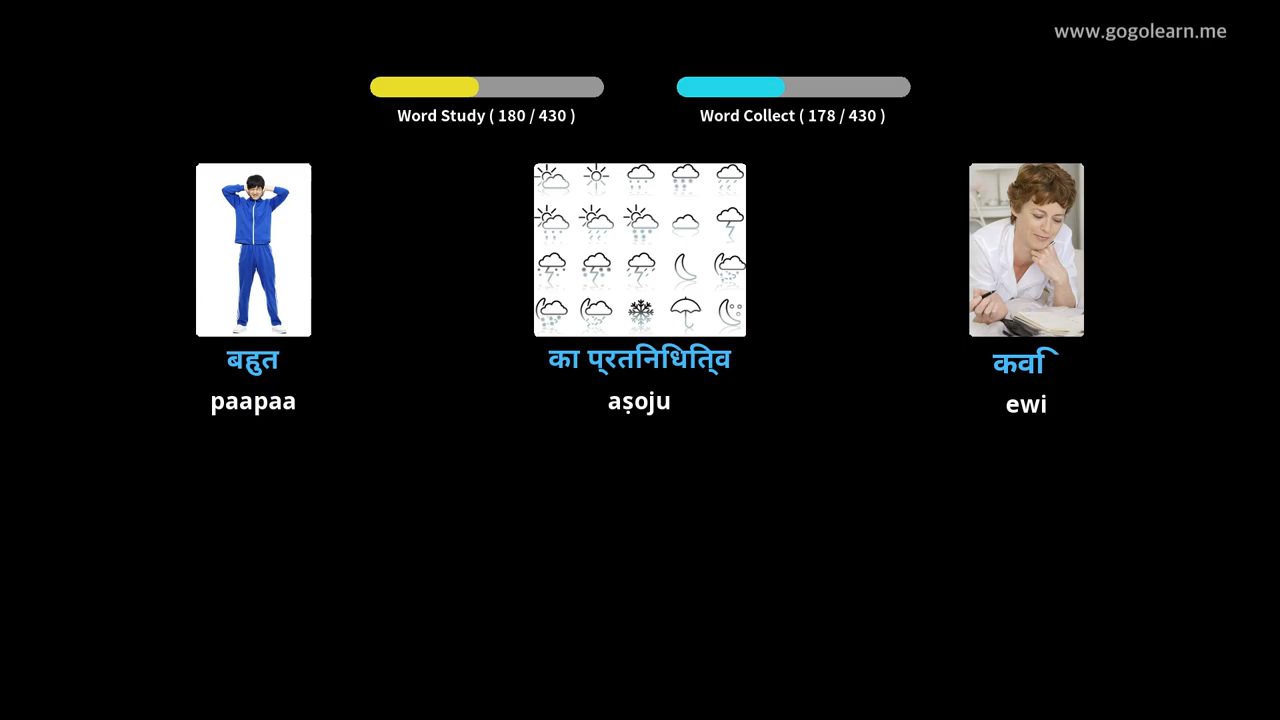 www.gogolearn.me
Word Study ( 180 / 430 )
Word Collect ( 178 / 430 )
बहुत
का प्रतिनिधित्वि
कवि
paapaa
aṣoju
ewi